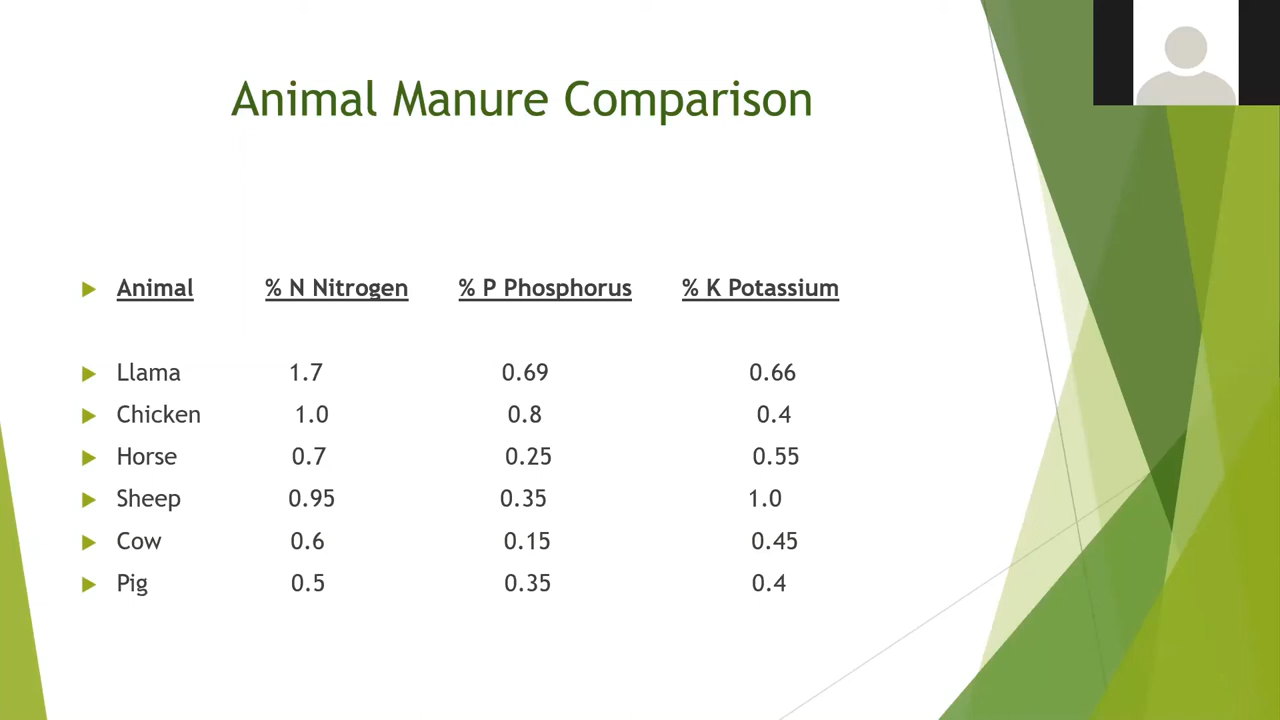 Animal Manure Comparison
Animal % N Nitrogen % P Phosphorus % K Potassium
Llama 1.7 0.69 0.66
Chicken 1.0 0.8 0.4
Horse 0.7 0.25 0.55
Sheep 0.95 0.35 1.0
Cow 0.6 0.15 0.45
Pig 0.5 0.35 0.4